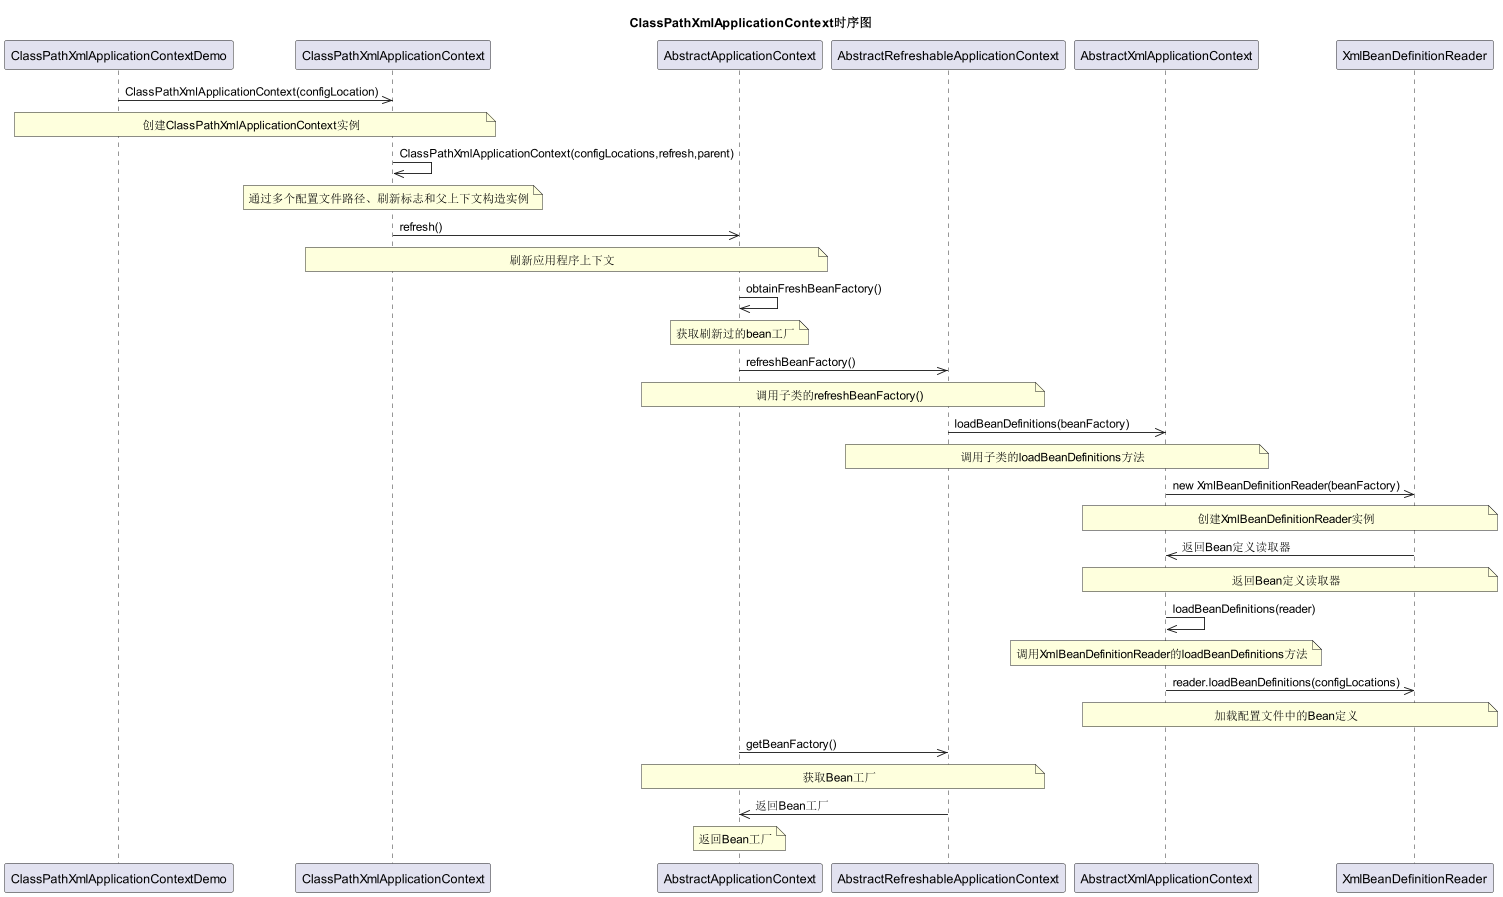 ClassPathXmlApplicationContext时序图
ClassPathXmlApplicationContextDemo
ClassPathXmlApplicationContext
AbstractApplicationContext
AbstractRefreshableApplicationContext
AbstractXmlApplicationContext
XmlBeanDefinitionReader
ClassPathXmlApplicationContext(configLocation)
创建ClassPathXmlApplicationContext实例
ClassPathXmlApplicationContext(configLocations,refresh,parent)
通过多个配置文件路径、刷新标志和父上下文构造实例
refresh()
刷新应用程序上下文
obtainFreshBeanFactory()
获取刷新过的bean工厂
refreshBeanFactory()
调用子类的refreshBeanFactory()
loadBeanDefinitions(beanFactory)
调用子类的loadBeanDefinitions方法
new XmlBeanDefinitionReader(beanFactory)
创建XmlBeanDefinitionReader实例
返回Bean定义读取器
返回Bean定义读取器
loadBeanDefinitions(reader)
调用XmlBeanDefinitionReader的loadBeanDefinitions方法
reader.loadBeanDefinitions(configLocations)
加载配置文件中的Bean定义
getBeanFactory()
获取Bean工厂
返回Bean工厂
返回Bean工厂
ClassPathXmlApplicationContextDemo
ClassPathXmlApplicationContext
AbstractApplicationContext
AbstractRefreshableApplicationContext
AbstractXmlApplicationContext
XmlBeanDefinitionReader